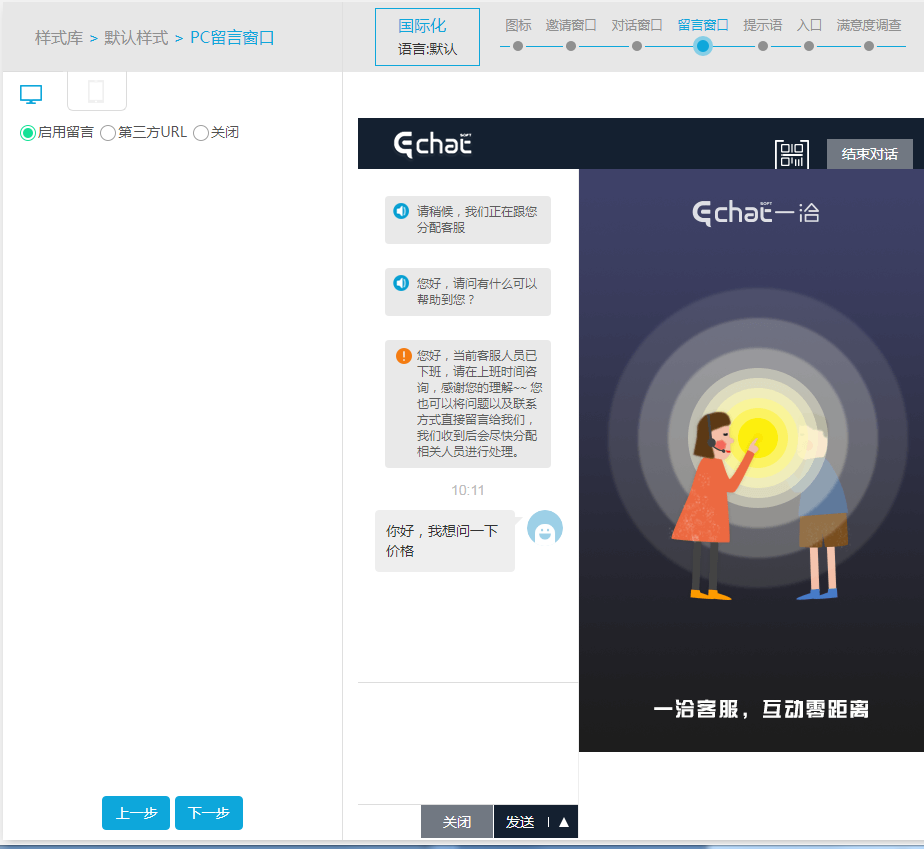 样式库 > 默认样式 > PC留言窗口
国际化
语言:默认
图标 邀请窗口 对话窗口 留言窗口 提示语 入口 满意度调查
启用留言 第三方URL 关闭
Echat SOFT
结束对话
请稍候，我们正在跟您
分配客服
您好，请问有什么可以
帮助到您？
您好，当前客服人员已
下班，请在上班时间咨
询，感谢您的理解~~ 您
也可以将问题以及联系
方式直接留言给我们，
我们收到后会尽快分配
相关人员进行处理。
10:11
你好，我想问一下
价格
Echat SOFT 一洽
一洽客服，互动零距离
上一步 下一步
关闭 发送 ▲